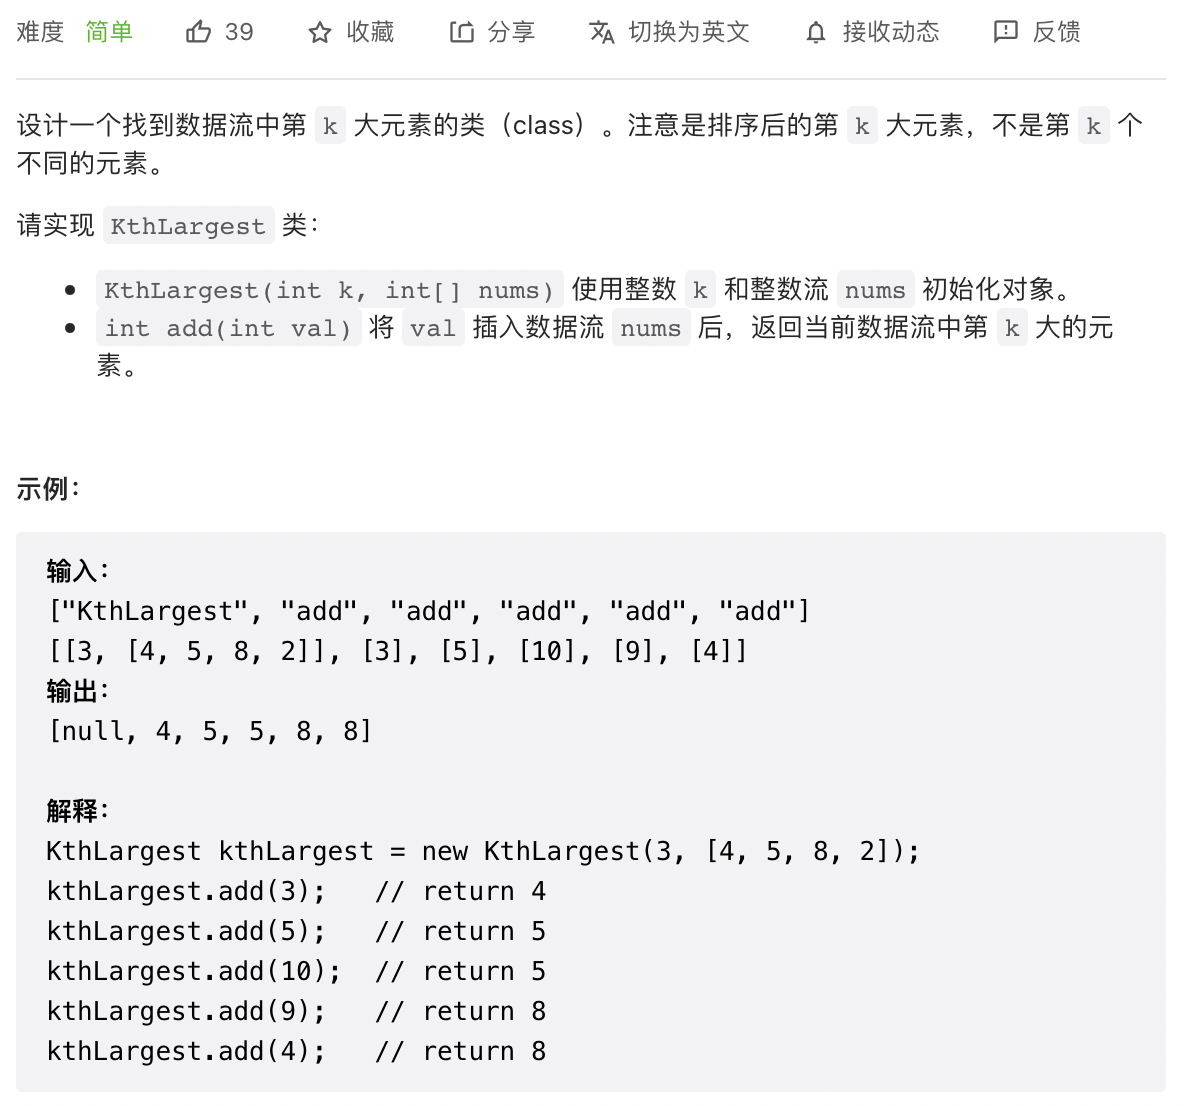 难度 简单 39 收藏 分享 切换为英文 接收动态 反馈
设计一个找到数据流中第 k 大元素的类（class）。注意是排序后的第 k 大元素，不是第 k 个
不同的元素。
请实现 KthLargest 类：
• KthLargest(int k, int[] nums) 使用整数 k 和整数流 nums 初始化对象。
• int add(int val) 将 val 插入数据流 nums 后，返回当前数据流中第 k 大的元
素。
示例：
输入：
["KthLargest", "add", "add", "add", "add", "add"]
[[3, [4, 5, 8, 2]], [3], [5], [10], [9], [4]]
输出：
[null, 4, 5, 5, 8, 8]
解释：
KthLargest kthLargest = new KthLargest(3, [4, 5, 8, 2]);
kthLargest.add(3);   // return 4
kthLargest.add(5);   // return 5
kthLargest.add(10);  // return 5
kthLargest.add(9);   // return 8
kthLargest.add(4);   // return 8